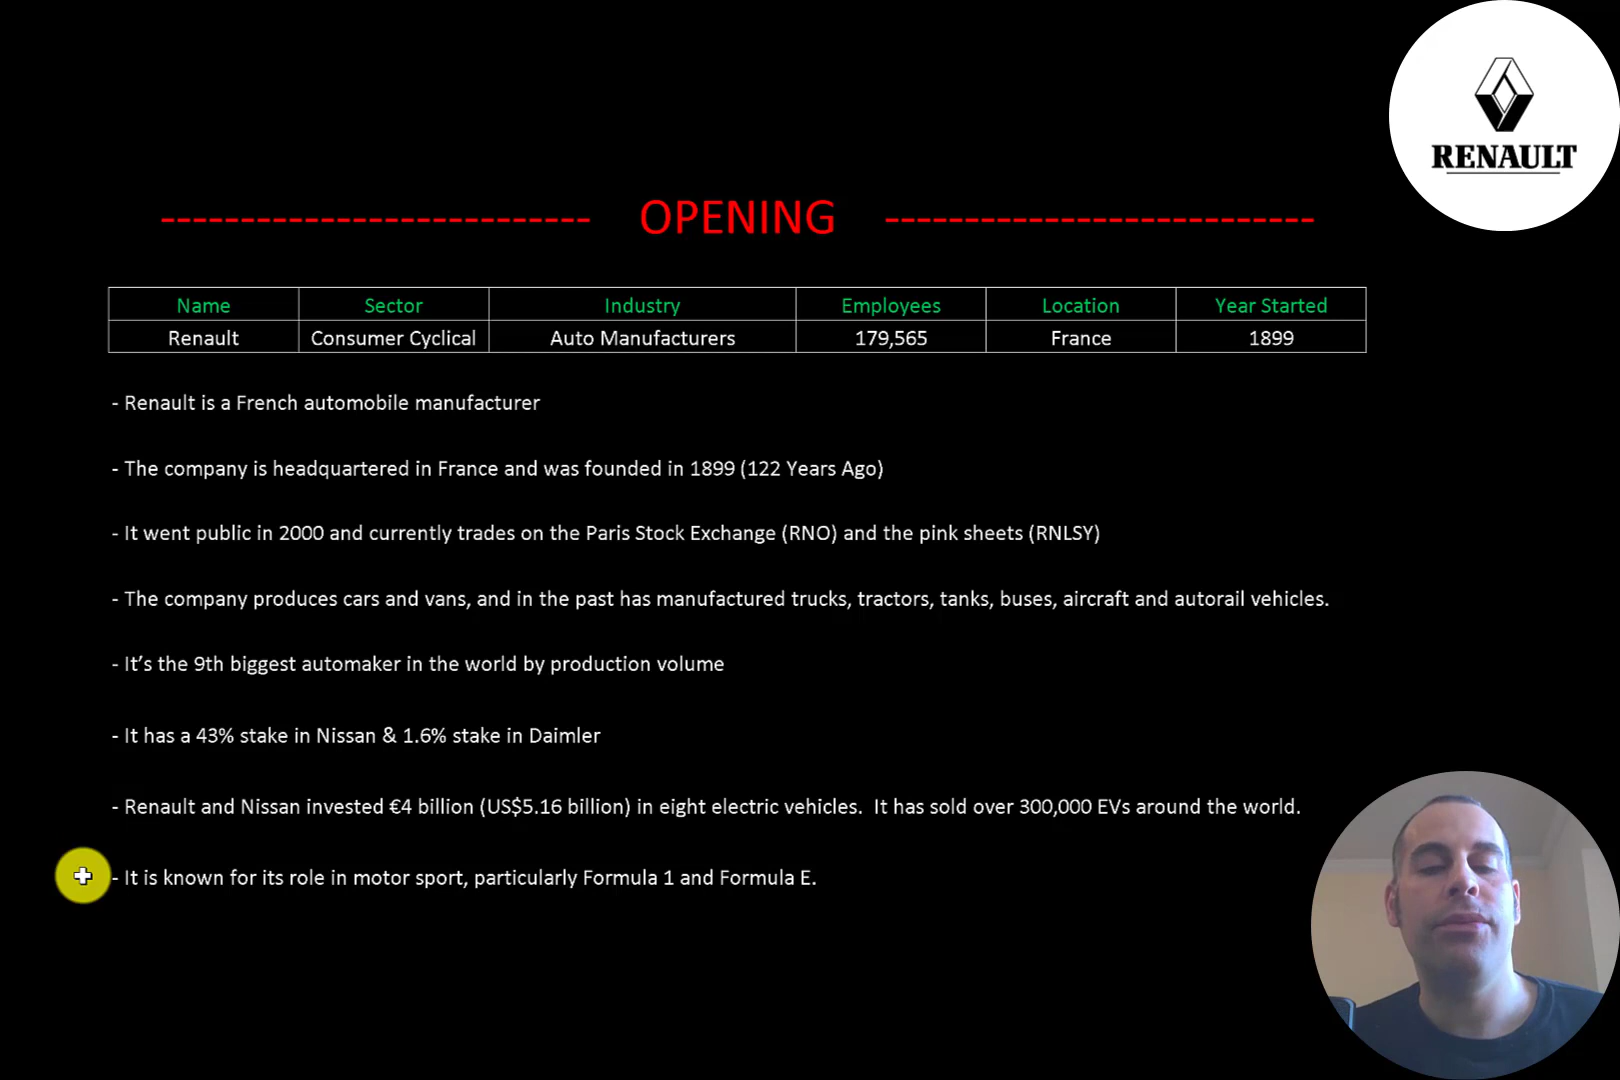 RENAULT
--------------------------- OPENING ---------------------------
Name Sector Industry Employees Location Year Started
Renault Consumer Cyclical Auto Manufacturers 179,565 France 1899
- Renault is a French automobile manufacturer
- The company is headquartered in France and was founded in 1899 (122 Years Ago)
- It went public in 2000 and currently trades on the Paris Stock Exchange (RNO) and the pink sheets (RNLSY)
- The company produces cars and vans, and in the past has manufactured trucks, tractors, tanks, buses, aircraft and autorail vehicles.
- It’s the 9th biggest automaker in the world by production volume
- It has a 43% stake in Nissan & 1.6% stake in Daimler
- Renault and Nissan invested €4 billion (US$5.16 billion) in eight electric vehicles.  It has sold over 300,000 EVs around the world.
- It is known for its role in motor sport, particularly Formula 1 and Formula E.